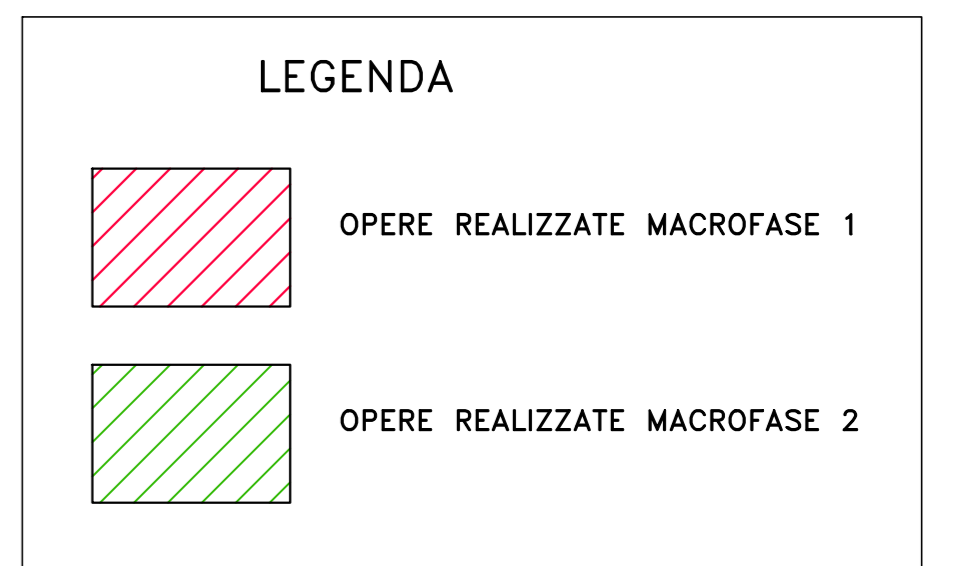 LEGENDA
OPERE REALIZZATE MACROFASE 1
OPERE REALIZZATE MACROFASE 2